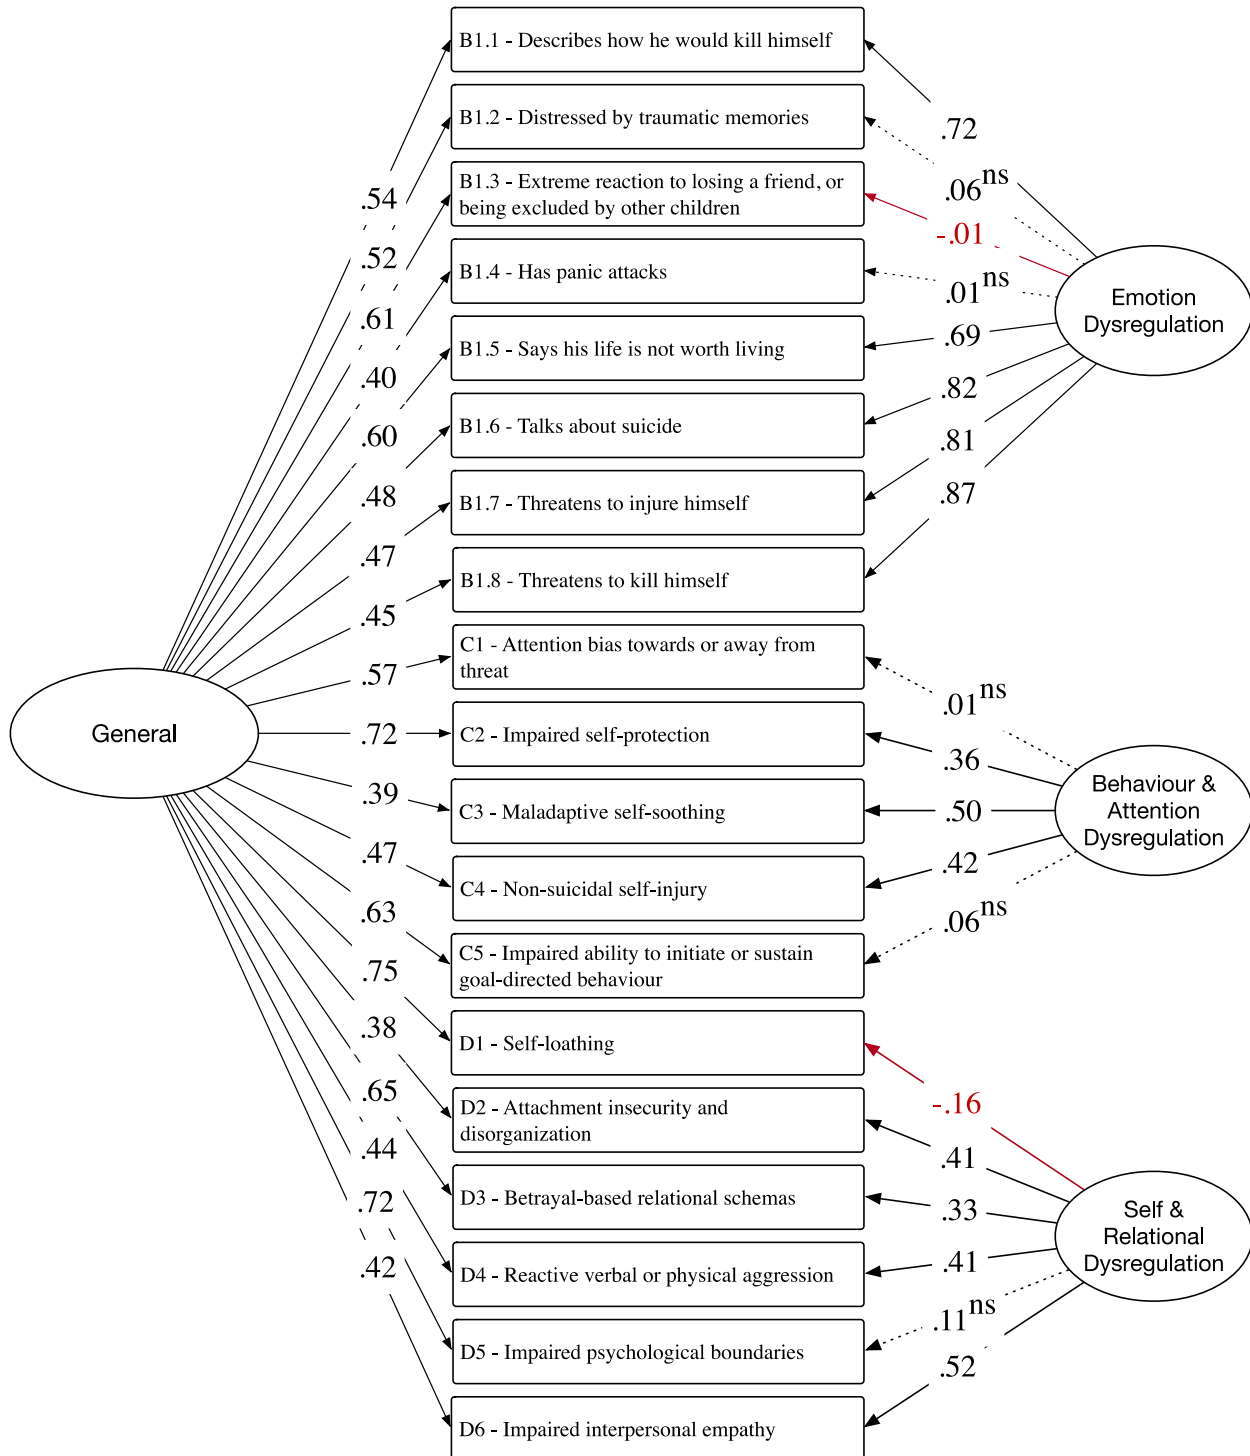 B1.1 - Describes how he would kill himself
B1.2 - Distressed by traumatic memories
B1.3 - Extreme reaction to losing a friend, or
being excluded by other children
B1.4 - Has panic attacks
B1.5 - Says his life is not worth living
B1.6 - Talks about suicide
B1.7 - Threatens to injure himself
B1.8 - Threatens to kill himself
C1 - Attention bias towards or away from
threat
C2 - Impaired self-protection
C3 - Maladaptive self-soothing
C4 - Non-suicidal self-injury
C5 - Impaired ability to initiate or sustain
goal-directed behaviour
D1 - Self-loathing
D2 - Attachment insecurity and
disorganization
D3 - Betrayal-based relational schemas
D4 - Reactive verbal or physical aggression
D5 - Impaired psychological boundaries
D6 - Impaired interpersonal empathy
General
.54
.52
.61
.40
.60
.48
.47
.45
.57
.72
.39
.47
.63
.75
.38
.65
.44
.72
.42
.72
.06ns
-.01
.01ns
.69
.82
.81
.87
Emotion
Dysregulation
.01ns
.36
.50
.42
.06ns
Behaviour &
Attention
Dysregulation
-.16
.41
.33
.41
.11ns
.52
Self &
Relational
Dysregulation